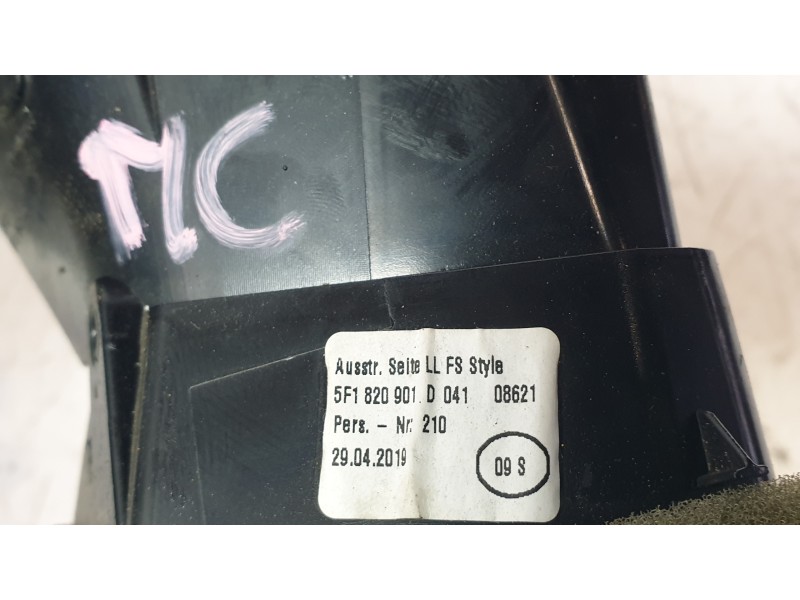 MC
Ausstr. Seite LL FS Style
5F1 820 901. D 041 08621
Pers. - Nr: 210
29.04.2019
09 S